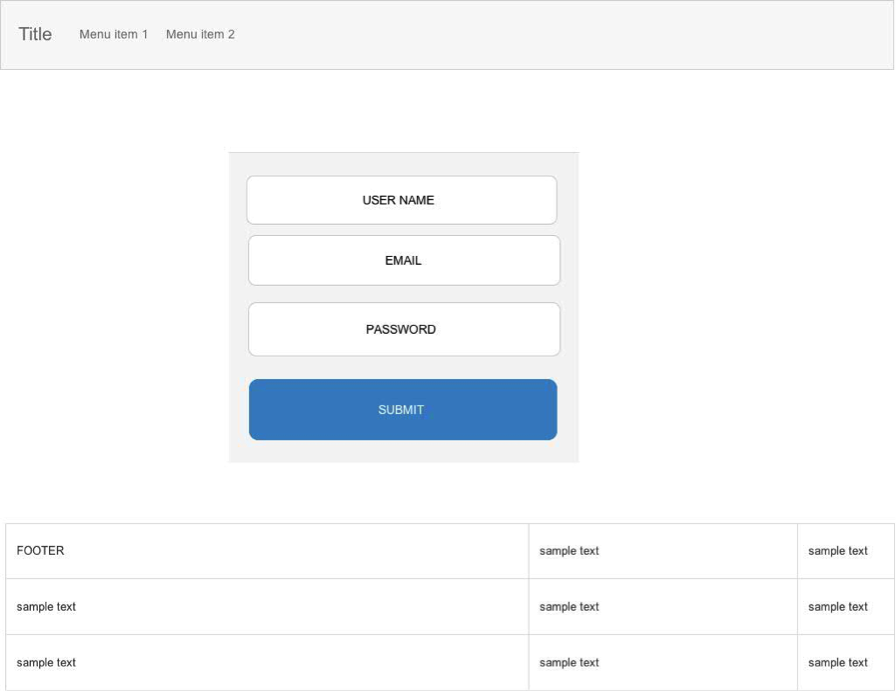 Title Menu item 1 Menu item 2
USER NAME
EMAIL
PASSWORD
SUBMIT
FOOTER sample text sample text
sample text sample text sample text
sample text sample text sample text